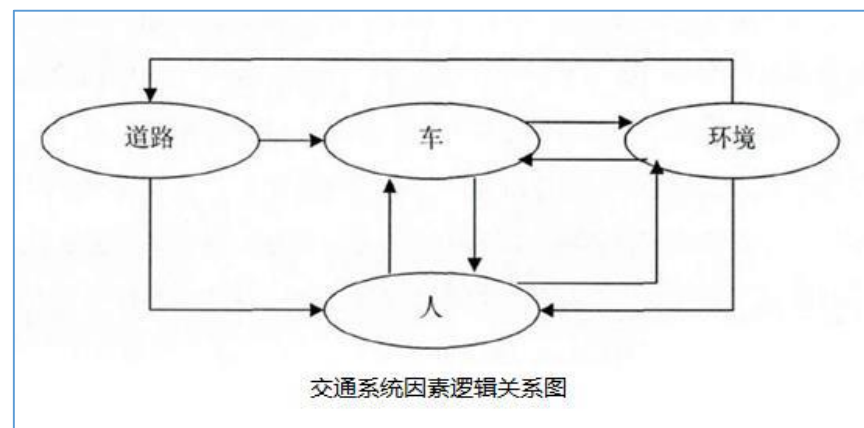 道路
车
环境
人
交通系统因素逻辑关系图